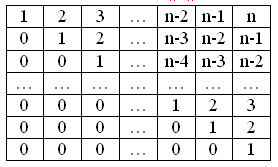 1 2 3 ... n-2 n-1 n
0 1 2 ... n-3 n-2 n-1
0 0 1 ... n-4 n-3 n-2
... ... ... ... ... ... ...
0 0 0 ... 1 2 3
0 0 0 ... 0 1 2
0 0 0 ... 0 0 1